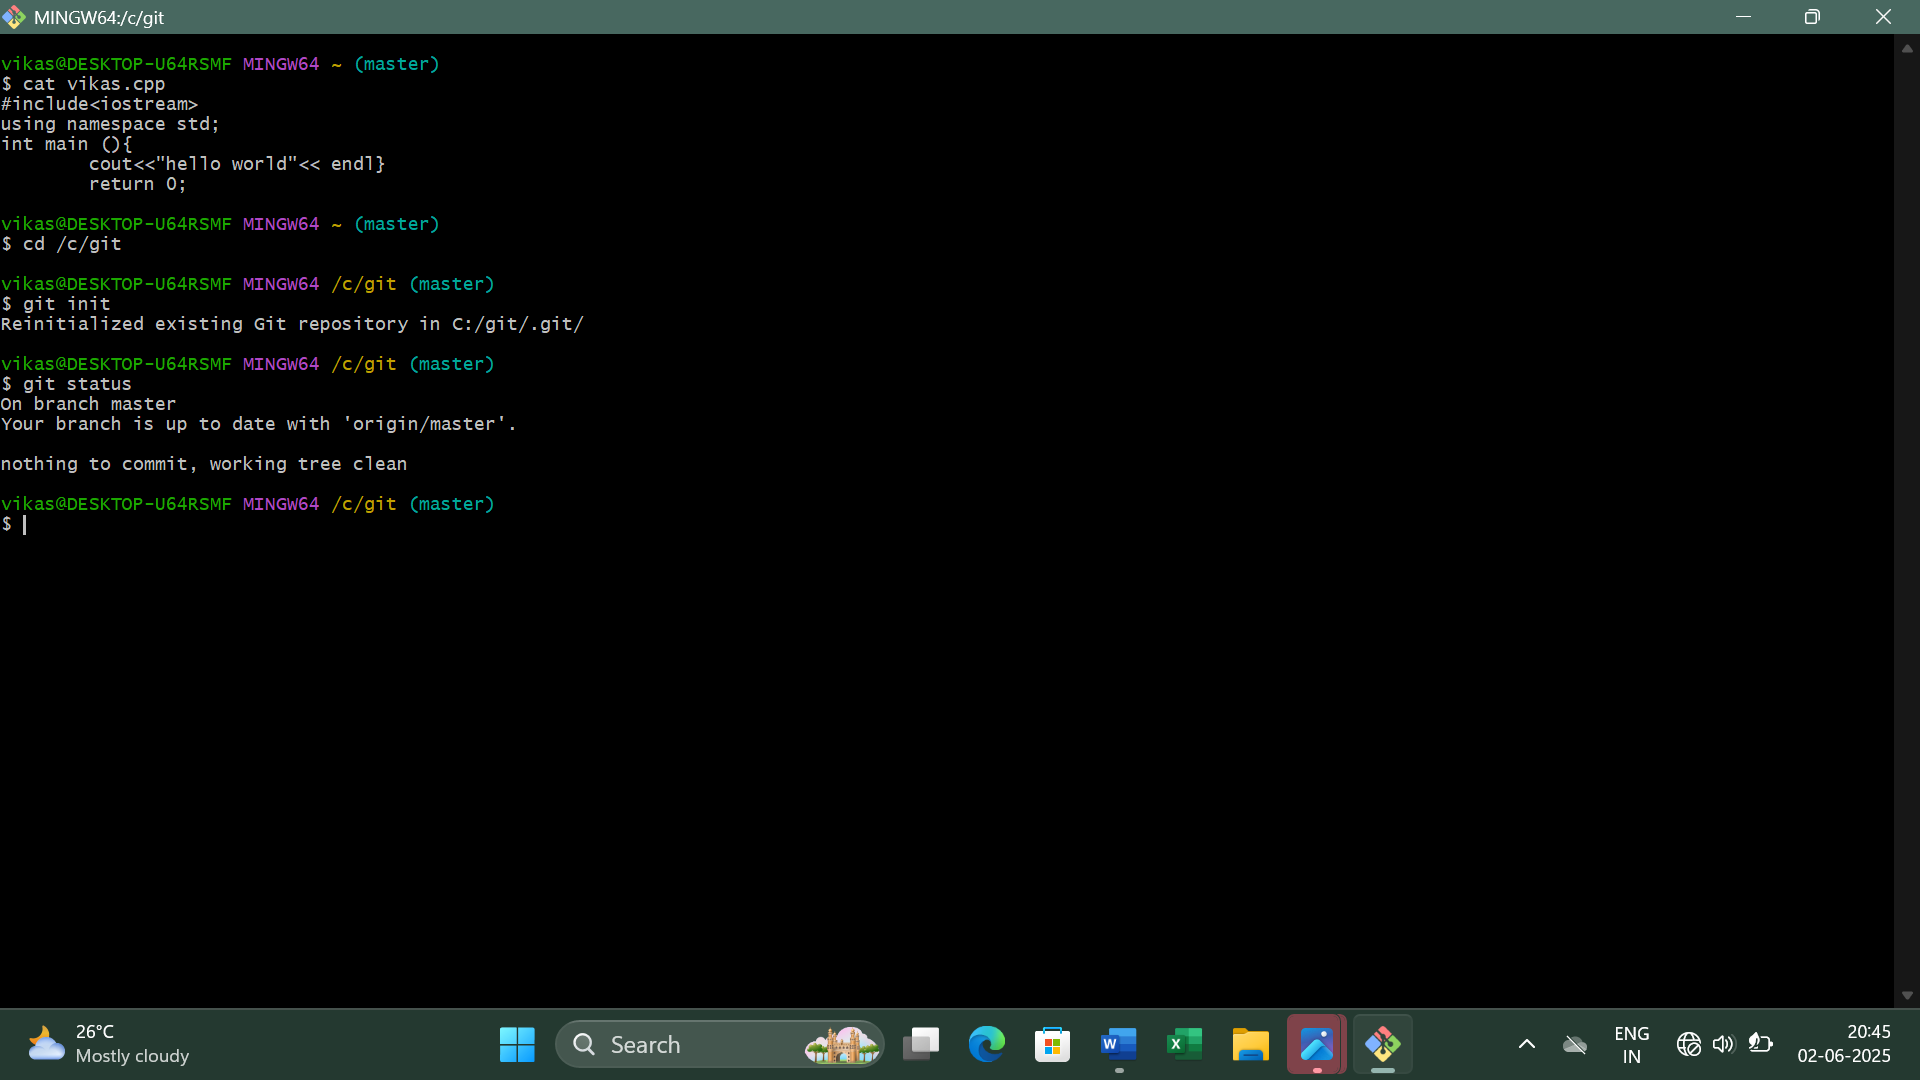 MINGW64:/c/git
vikas@DESKTOP-U64RSMF MINGW64 ~ (master)
$ cat vikas.cpp
#include<iostream>
using namespace std;
int main (){
        cout<<"hello world"<< endl}
        return 0;
vikas@DESKTOP-U64RSMF MINGW64 ~ (master)
$ cd /c/git
vikas@DESKTOP-U64RSMF MINGW64 /c/git (master)
$ git init
Reinitialized existing Git repository in C:/git/.git/
vikas@DESKTOP-U64RSMF MINGW64 /c/git (master)
$ git status
On branch master
Your branch is up to date with 'origin/master'.
nothing to commit, working tree clean
vikas@DESKTOP-U64RSMF MINGW64 /c/git (master)
$
26°C
Mostly cloudy
Search
ENG
IN
20:45
02-06-2025